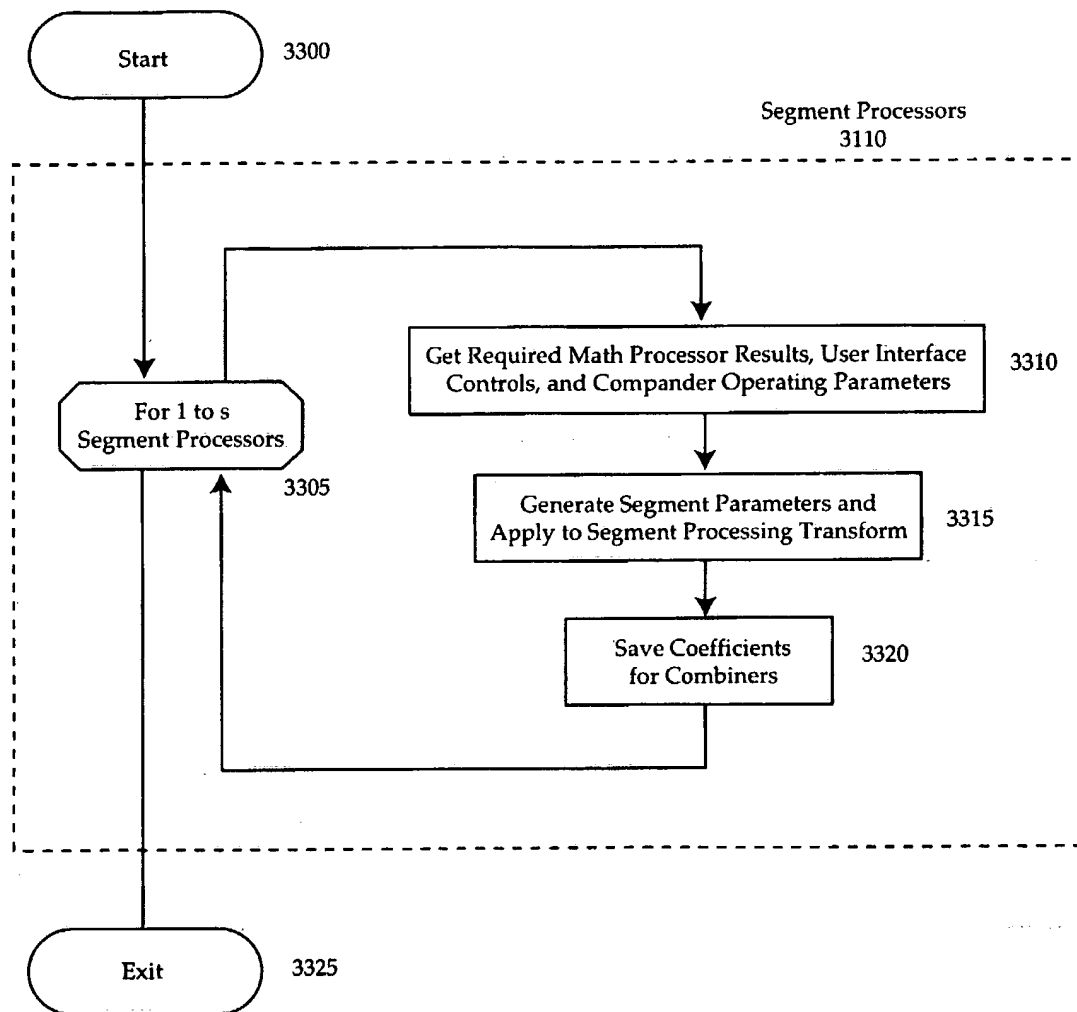 Start
3300
Segment Processors
3110
Get Required Math Processor Results, User Interface
Controls, and Compander Operating Parameters
3310
For 1 to s
Segment Processors
3305
Generate Segment Parameters and
Apply to Segment Processing Transform
3315
Save Coefficients
for Combiners
3320
Exit
3325